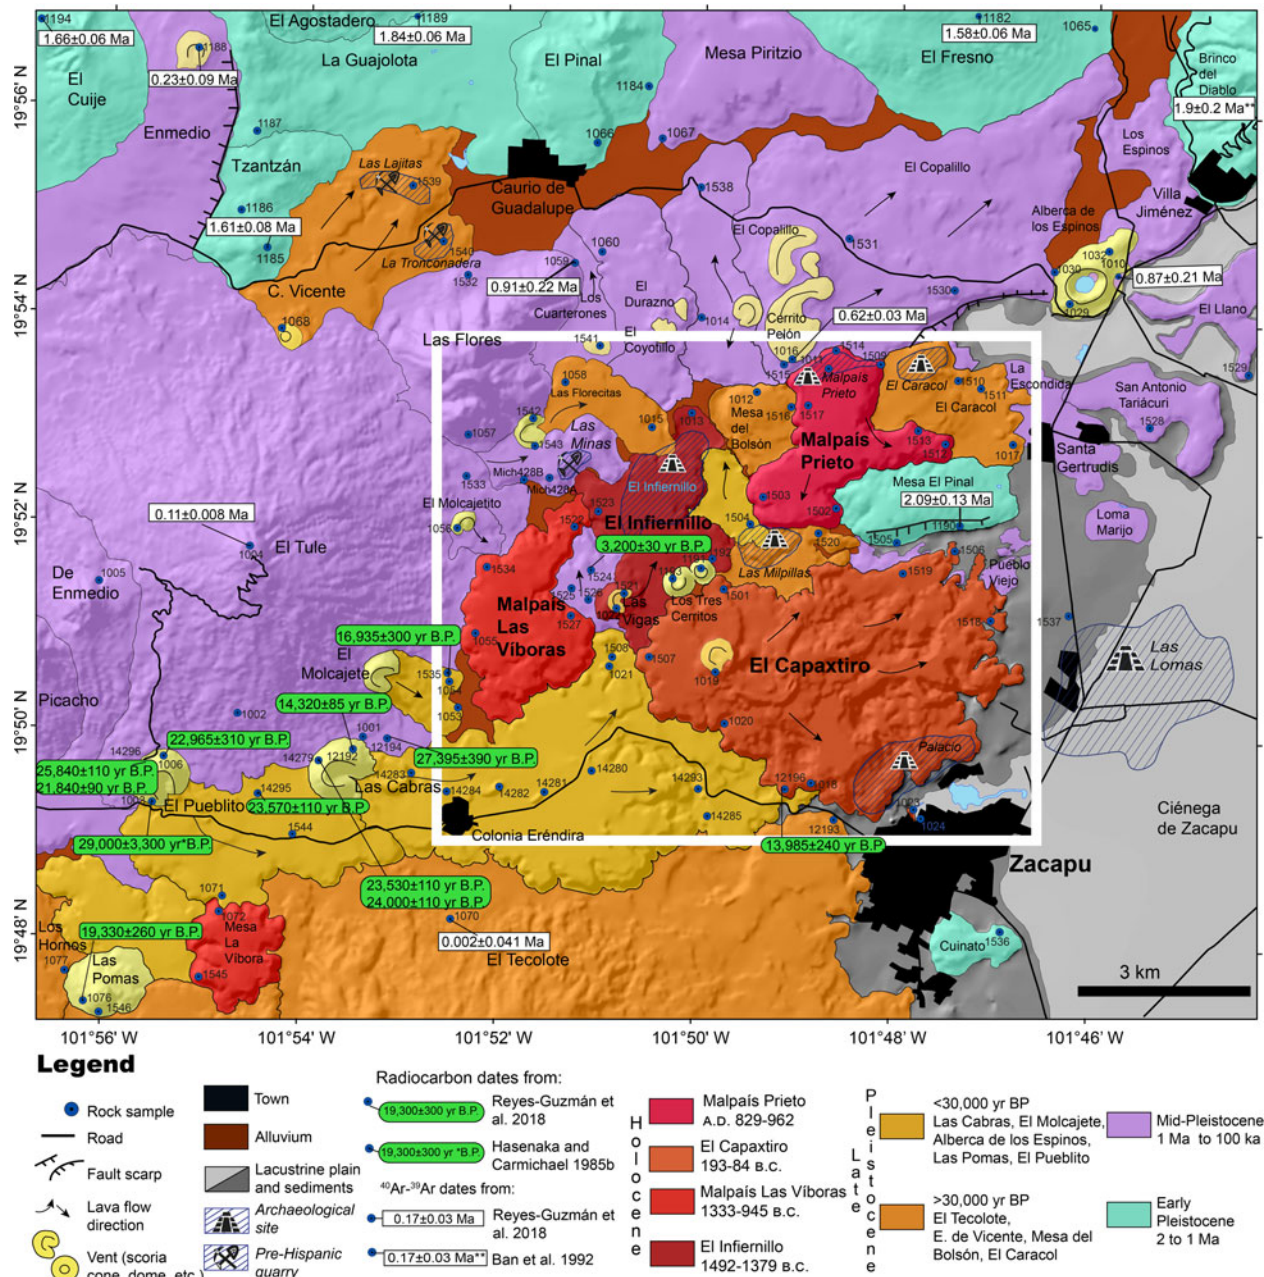 1194
1.66±0.06 Ma
El
Cuije
1188
0.23±0.09 Ma
Enmedio
El Agostadero
1189
1.84±0.06 Ma
La Guajolota
El Pinal
1184
Mesa Piritzio
1182
1.58±0.06 Ma
1065
El Fresno
Brinco
del
Diablo
1.9±0.2 Ma**
19°56' N
1187
Tzantzán
1186
1.61±0.08 Ma
1185
Las Lajitas
1539
Caurio de
Guadalupe
1066
1067
1538
El Copalillo
Los
Espinos
Villa
Jiménez
1540
La Tronconadera
1532
C. Vicente
1068
1060
1059
0.91±0.22 Ma
Los
Cuarterones
El
Durazno
El Copalillo
1531
Alberca de
los Espinos
1032
1010
1030
0.87±0.21 Ma
1029
19°54' N
1530
0.62±0.03 Ma
El Llano
1014
Cerrito
Pelón
El
Coyotillo
1541
Las Flores
1016
1011
1514
1509
1515
Malpaís
Prieto
El Caracol
1510
1511
El Caracol
La
Escondida
1529
San Antonio
Tariácuri
1528
1058
Las Florecitas
1012
Mesa
del
Bolsón
1516
1517
1015
1013
1542
1543
Las
Minas
1057
Malpaís
Prieto
1513
1512
1017
Santa
Gertrudis
Mich428B
Mich428A
1533
El Infiernillo
Mesa El Pinal
2.09±0.13 Ma
1190
Loma
Marijo
19°52' N
0.11±0.008 Ma
1004
El Tule
De
Enmedio
1005
El Molcajetito
1056
1523
1522
El Infiernillo
3,200±30 yr B.P.
1503
1502
1504
1505
1520
Las Milpillas
1506
Pueblo
Viejo
1534
1524
1525
1526
1527
1521
Las
Vigas
1193
1191
192
Los Tres
Cerritos
1501
1519
1518
1537
Las
Lomas
Malpaís
Las
Víboras
1055
16,935±300 yr B.P.
El
Molcajete
1535
1054
1053
1508
1021
1507
El Capaxtiro
1019
1020
19°50' N
Picacho
1002
14,320±85 yr B.P.
1001
12194
12192
14279
27,395±390 yr B.P.
22,965±310 yr B.P.
14296
1006
25,840±110 yr B.P.
21,840±90 yr B.P.
El Pueblito
14295
23,570±110 yr B.P.
Las Cabras
14283
14284
14282
14281
14280
14293
14285
12196
1018
Palacio
1023
1024
12193
Ciénega
de Zacapu
29,000±3,300 yr*B.P.
1544
Colonia Eréndira
13,985±240 yr B.P.
Zacapu
23,530±110 yr B.P.
24,000±110 yr B.P.
1071
1072
1070
0.002±0.041 Ma
El Tecolote
19°48' N
Los
Hornos
1077
19,330±260 yr B.P.
Las
Pomas
1076
1546
Mesa
La
Víbora
1545
Cuinato
1536
3 km
101°56' W
101°54' W
101°52' W
101°50' W
101°48' W
101°46' W
Legend
Rock sample
Road
Fault scarp
Lava flow
direction
Vent (scoria
cone, dome, etc.)
Town
Alluvium
Lacustrine plain
and sediments
Archaeological
site
Pre-Hispanic
quarry
Radiocarbon dates from:
19,300±300 yr B.P.
Reyes-Guzmán et
al. 2018
19,300±300 yr *B.P.
Hasenaka and
Carmichael 1985b
⁴⁰Ar-³⁹Ar dates from:
0.17±0.03 Ma
Reyes-Guzmán et
al. 2018
0.17±0.03 Ma**
Ban et al. 1992
Holocene
Malpaís Prieto
A.D. 829-962
El Capaxtiro
193-84 B.C.
Malpaís Las Víboras
1333-945 B.C.
El Infiernillo
1492-1379 B.C.
Pleistocene
Late
<30,000 yr BP
Las Cabras, El Molcajete,
Alberca de los Espinos,
Las Pomas, El Pueblito
>30,000 yr BP
El Tecolote,
E. de Vicente, Mesa del
Bolsón, El Caracol
Mid-Pleistocene
1 Ma to 100 ka
Early
Pleistocene
2 to 1 Ma